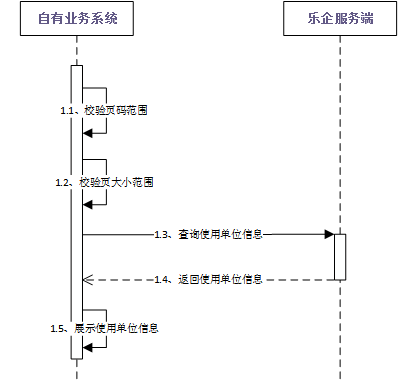 自有业务系统
乐企服务端
1.1、校验页码范围
1.2、校验页大小范围
1.3、查询使用单位信息
1.4、返回使用单位信息
1.5、展示使用单位信息